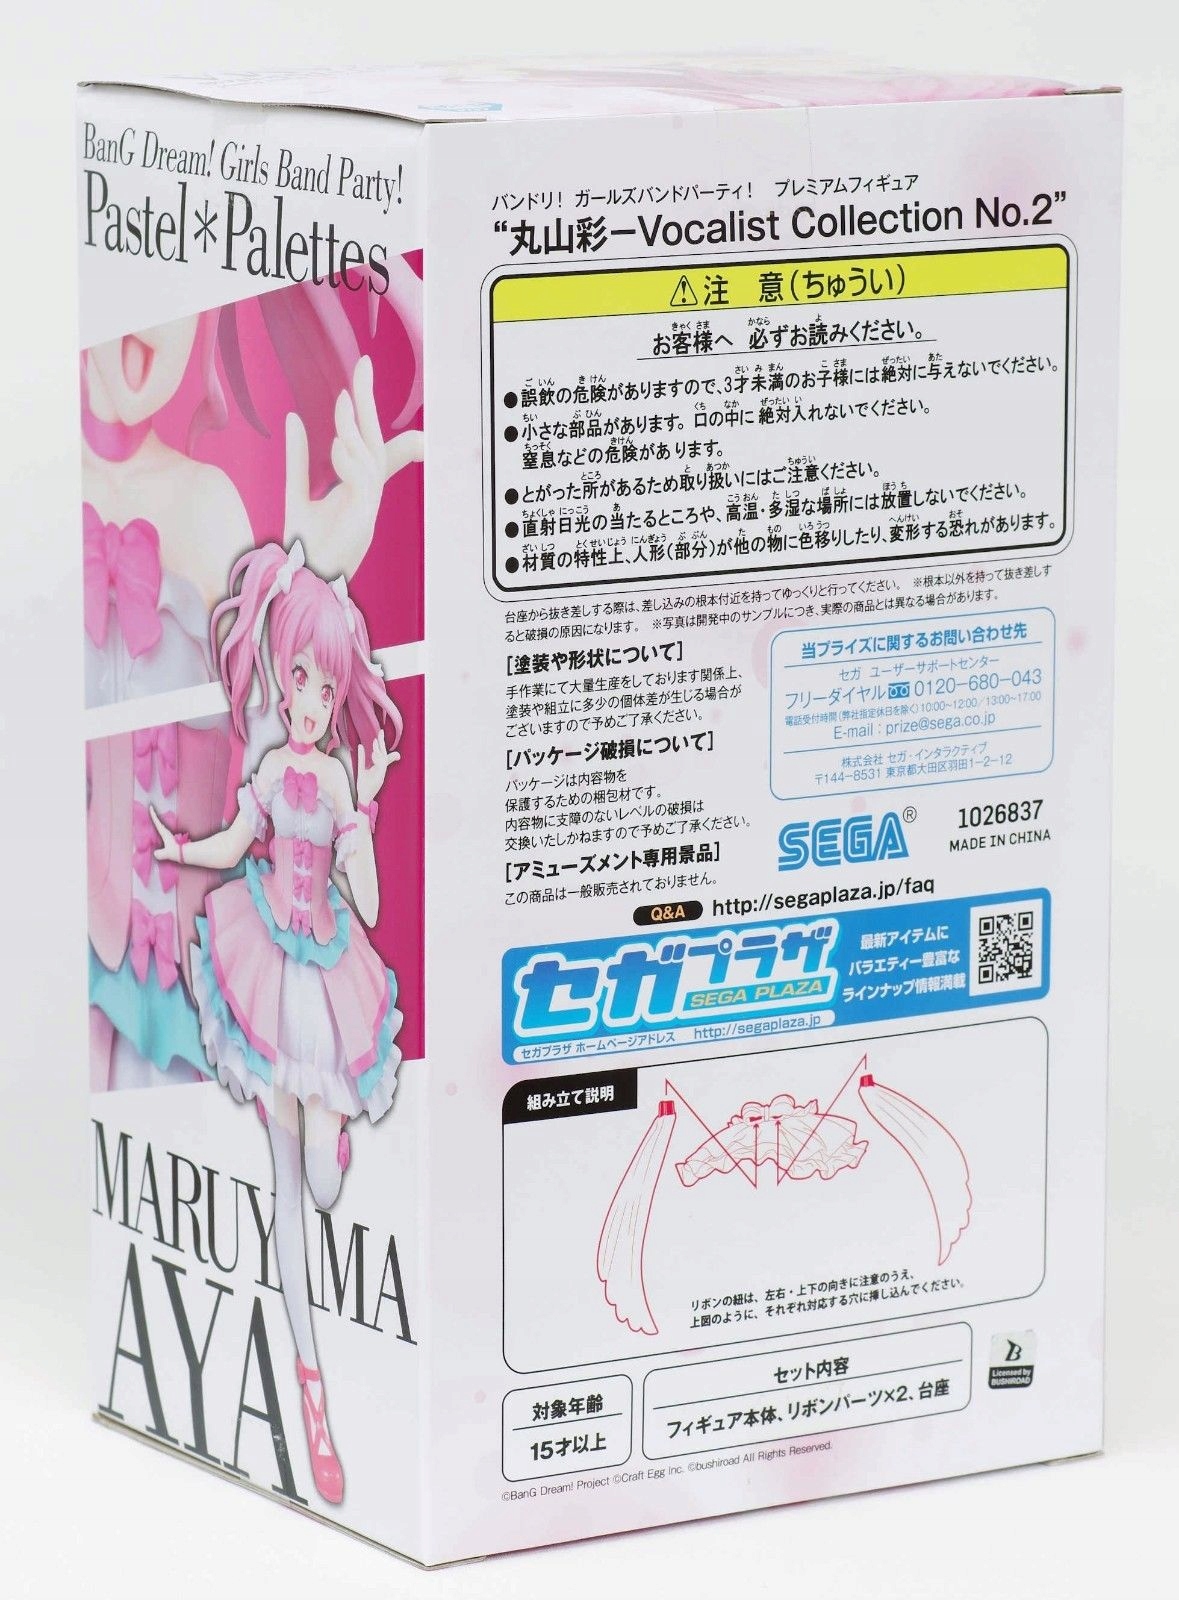 BanG Dream! Girls Band Party!
Pastel*Palettes
MARUYAMA
AYA
バンドリ！ ガールズバンドパーティ！ プレミアムフィギュア
“丸山彩－Vocalist Collection No.2”
⚠注 意(ちゅうい)
お客様へ 必ずお読みください。
●誤飲の危険がありますので、3才未満のお子様には絶対に与えないでください。
●小さな部品があります。口の中に絶対入れないでください。
窒息などの危険があります。
●とがった所があるため取り扱いにはご注意ください。
●直射日光の当たるところや、高温・多湿な場所には放置しないでください。
●材質の特性上、人形(部分)が他の物に色移りしたり、変形する恐れがあります。
台座から抜き差しする際は、差し込みの根本付近を持ってゆっくりと行ってください。 ※根本以外を持って抜き差しす
ると破損の原因になります。 ※写真は開発中のサンプルにつき、実際の商品とは異なる場合があります。
[塗装や形状について]
手作業にて大量生産をしております関係上、
塗装や組立に多少の個体差が生じる場合が
ございますので予めご了承ください。
[パッケージ破損について]
パッケージは内容物を
保護するための梱包材です。
内容物に支障のないレベルの破損は
交換いたしかねますので予めご了承ください。
[アミューズメント専用景品]
この商品は一般販売されておりません。
当プライズに関するお問い合わせ先
セガ ユーザーサポートセンター
フリーダイヤル 0120-680-043
電話受付時間(弊社指定休日を除く)10:00~12:00/13:00~17:00
E-mail : prize@sega.co.jp
株式会社 セガ・インタラクティブ
〒144-8531 東京都大田区羽田1-2-12
SEGA®
1026837
MADE IN CHINA
Q&A http://segaplaza.jp/faq
セガプラザ
SEGA PLAZA
セガプラザ ホームページアドレス http://segaplaza.jp
最新アイテムに
バラエティー豊富な
ラインナップ情報満載
組み立て説明
リボンの紐は、左右・上下の向きに注意のうえ、
上図のように、それぞれ対応する穴に挿し込んでください。
対象年齢
15才以上
セット内容
フィギュア本体、リボンパーツ×2、台座
Licensed by
BUSHIROAD
©BanG Dream! Project ©Craft Egg Inc. ©bushiroad All Rights Reserved.